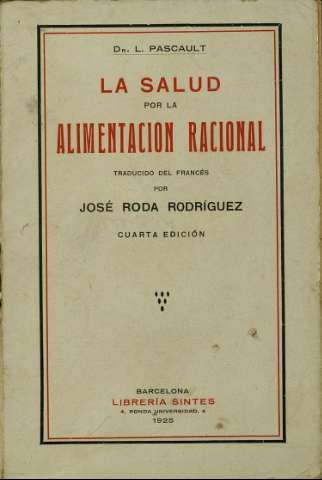 Dr. L. PASCAULT
LA SALUD
POR LA
ALIMENTACION RACIONAL
TRADUCIDO DEL FRANCÉS
POR
JOSÉ RODA RODRÍGUEZ
CUARTA EDICIÓN
BARCELONA
LIBRERÍA SINTES
4, RONDA UNIVERSIDAD, 4
1925